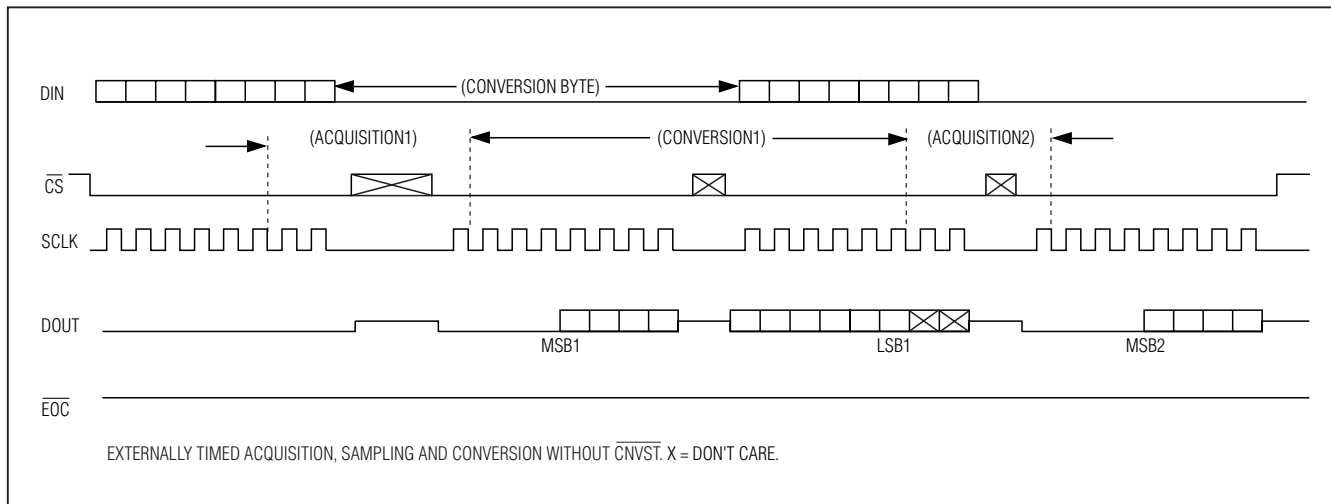 DIN
(CONVERSION BYTE)
(ACQUISITION1)
(CONVERSION1)
(ACQUISITION2)
CS
SCLK
DOUT
MSB1
LSB1
MSB2
EOC
EXTERNALLY TIMED ACQUISITION, SAMPLING AND CONVERSION WITHOUT CNVST. X = DON'T CARE.